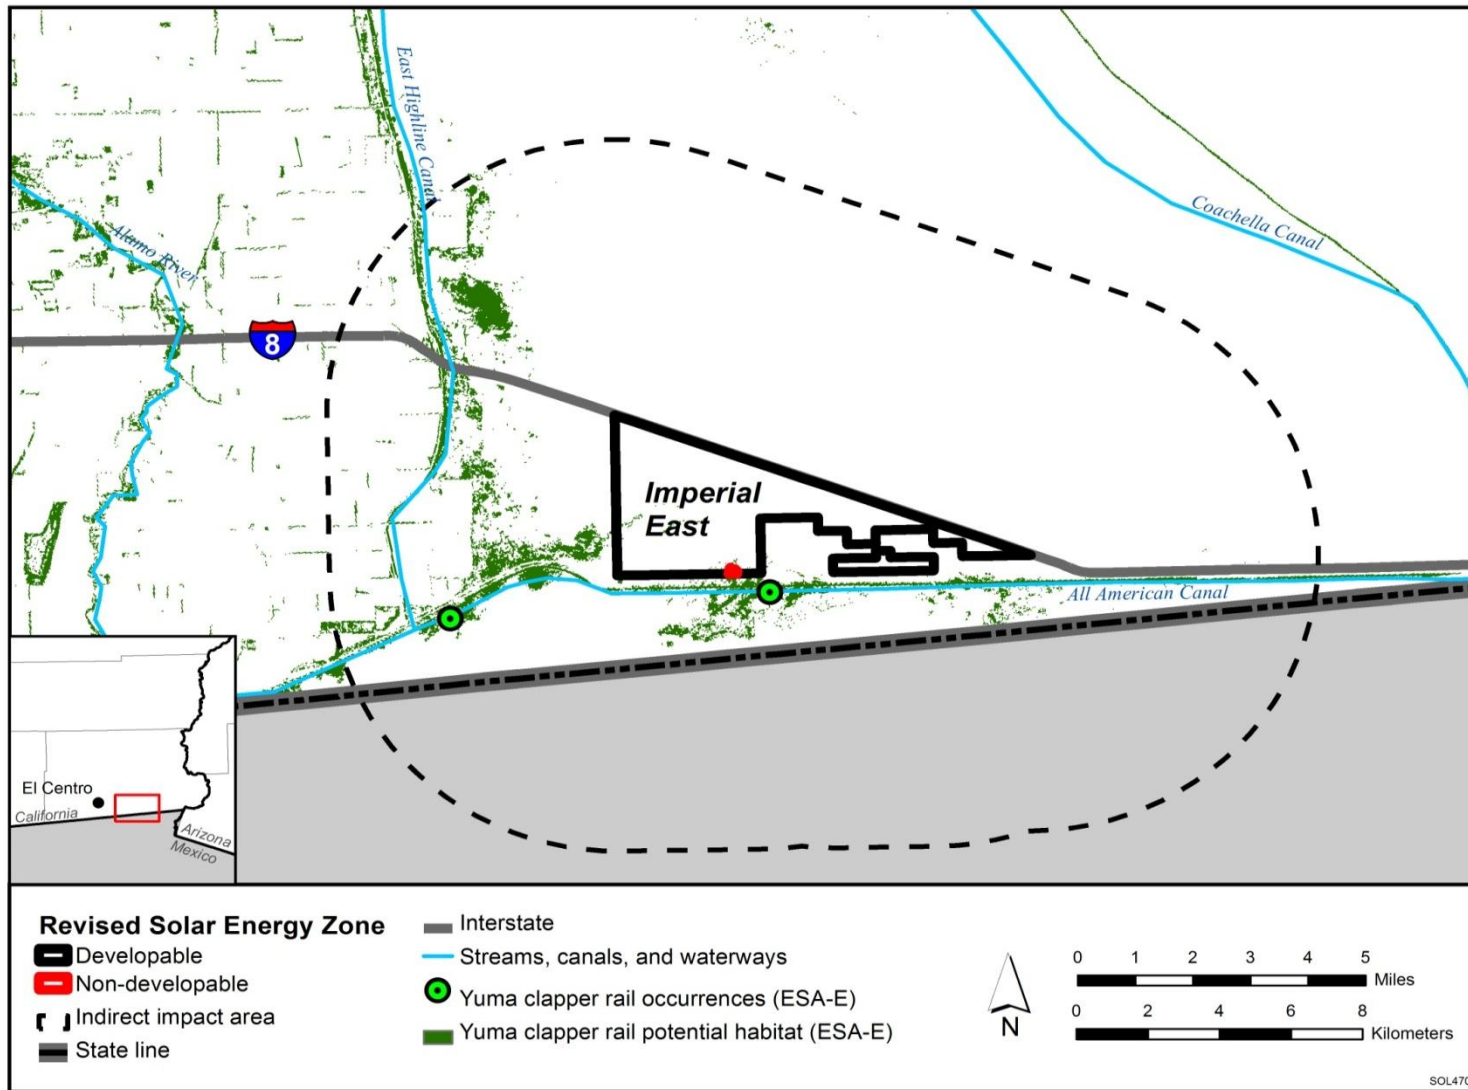 East Highline Canal
Coachella Canal
Alamo River
8
Imperial
East
All American Canal
El Centro
California
Arizona
Mexico
Revised Solar Energy Zone
Developable
Non-developable
Indirect impact area
State line
Interstate
Streams, canals, and waterways
Yuma clapper rail occurrences (ESA-E)
Yuma clapper rail potential habitat (ESA-E)
N
0 1 2 3 4 5
Miles
0 2 4 6 8
Kilometers
SOL470